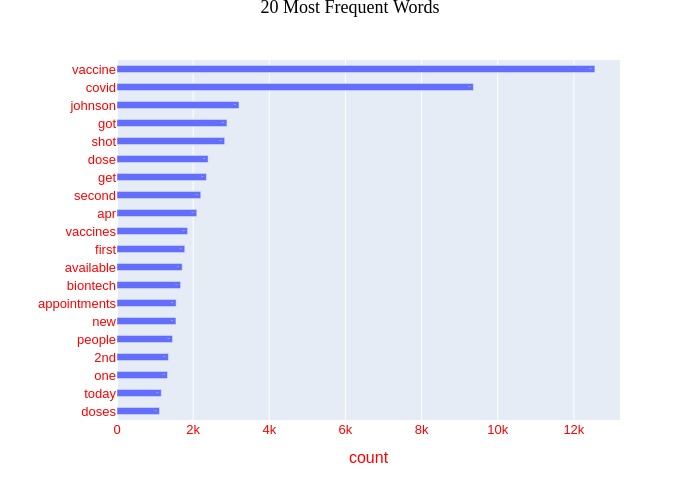 20 Most Frequent Words
vaccine
covid
johnson
got
shot
dose
get
second
apr
vaccines
first
available
biontech
appointments
new
people
2nd
one
today
doses
0 2k 4k 6k 8k 10k 12k
count